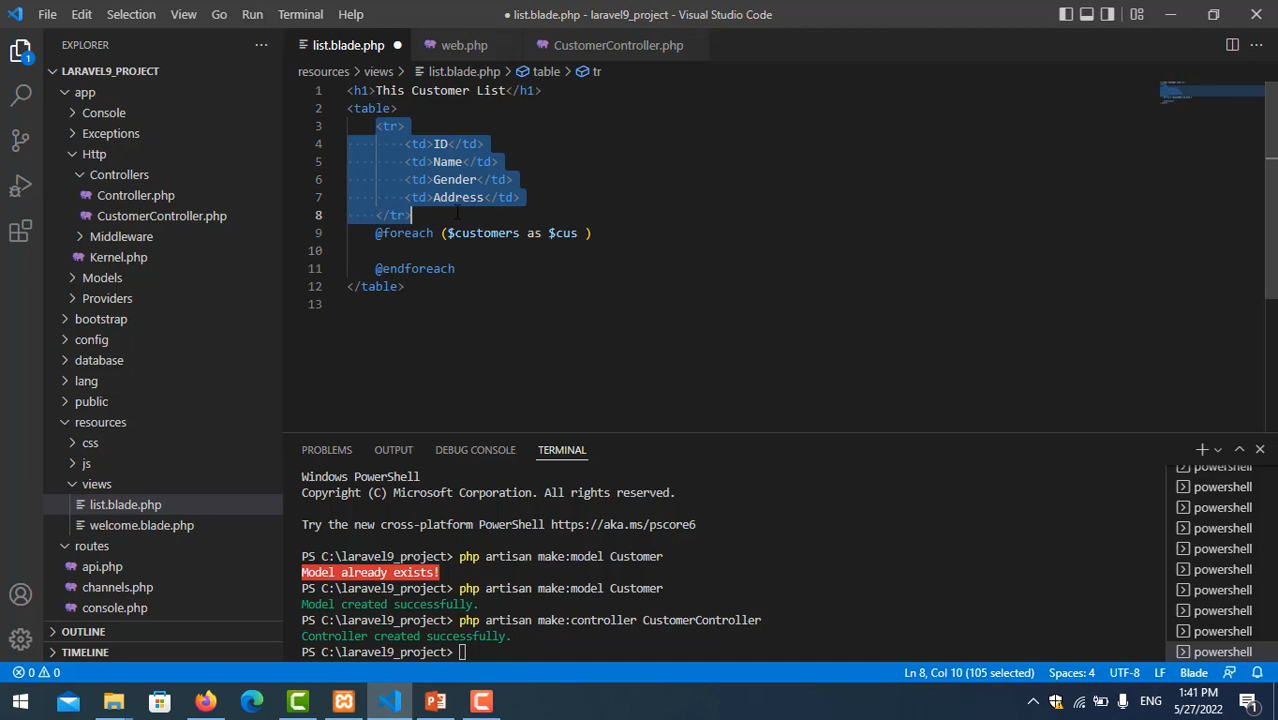 File Edit Selection View Go Run Terminal Help
● list.blade.php - laravel9_project - Visual Studio Code
EXPLORER
list.blade.php
web.php
CustomerController.php
LARAVEL9_PROJECT
app
Console
Exceptions
Http
Controllers
Controller.php
CustomerController.php
Middleware
Kernel.php
Models
Providers
bootstrap
config
database
lang
public
resources
css
js
views
list.blade.php
welcome.blade.php
routes
api.php
channels.php
console.php
OUTLINE
TIMELINE
1
resources > views > list.blade.php > table > tr
1 <h1>This Customer List</h1>
2 <table>
3 <tr>
4 <td>ID</td>
5 <td>Name</td>
6 <td>Gender</td>
7 <td>Address</td>
8 </tr>
9 @foreach ($customers as $cus )
10
11 @endforeach
12 </table>
13
PROBLEMS OUTPUT DEBUG CONSOLE TERMINAL
Windows PowerShell
Copyright (C) Microsoft Corporation. All rights reserved.
Try the new cross-platform PowerShell https://aka.ms/pscore6
PS C:\laravel9_project> php artisan make:model Customer
Model already exists!
PS C:\laravel9_project> php artisan make:model Customer
Model created successfully.
PS C:\laravel9_project> php artisan make:controller CustomerController
Controller created successfully.
PS C:\laravel9_project>
powershell
powershell
powershell
powershell
powershell
powershell
powershell
powershell
powershell
powershell
0 0
Ln 8, Col 10 (105 selected) Spaces: 4 UTF-8 LF Blade
ENG
1:41 PM
5/27/2022
1